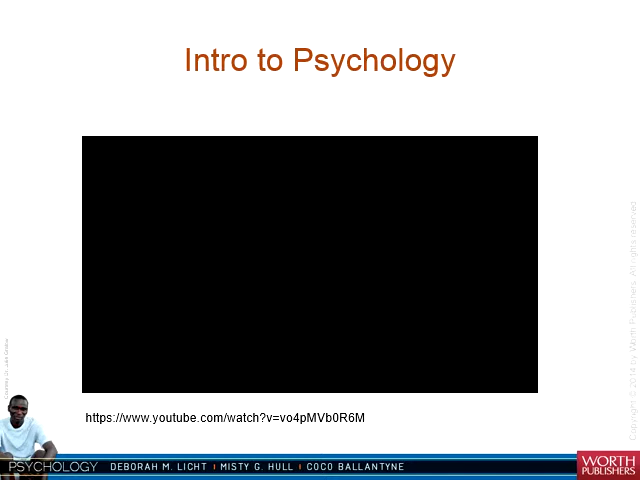 Intro to Psychology
https://www.youtube.com/watch?v=vo4pMVb0R6M
Copyright © 2014 by Worth Publishers. All rights reserved
PSYCHOLOGY DEBORAH M. LICHT | MISTY G. HULL | COCO BALLANTYNE
WORTH
PUBLISHERS